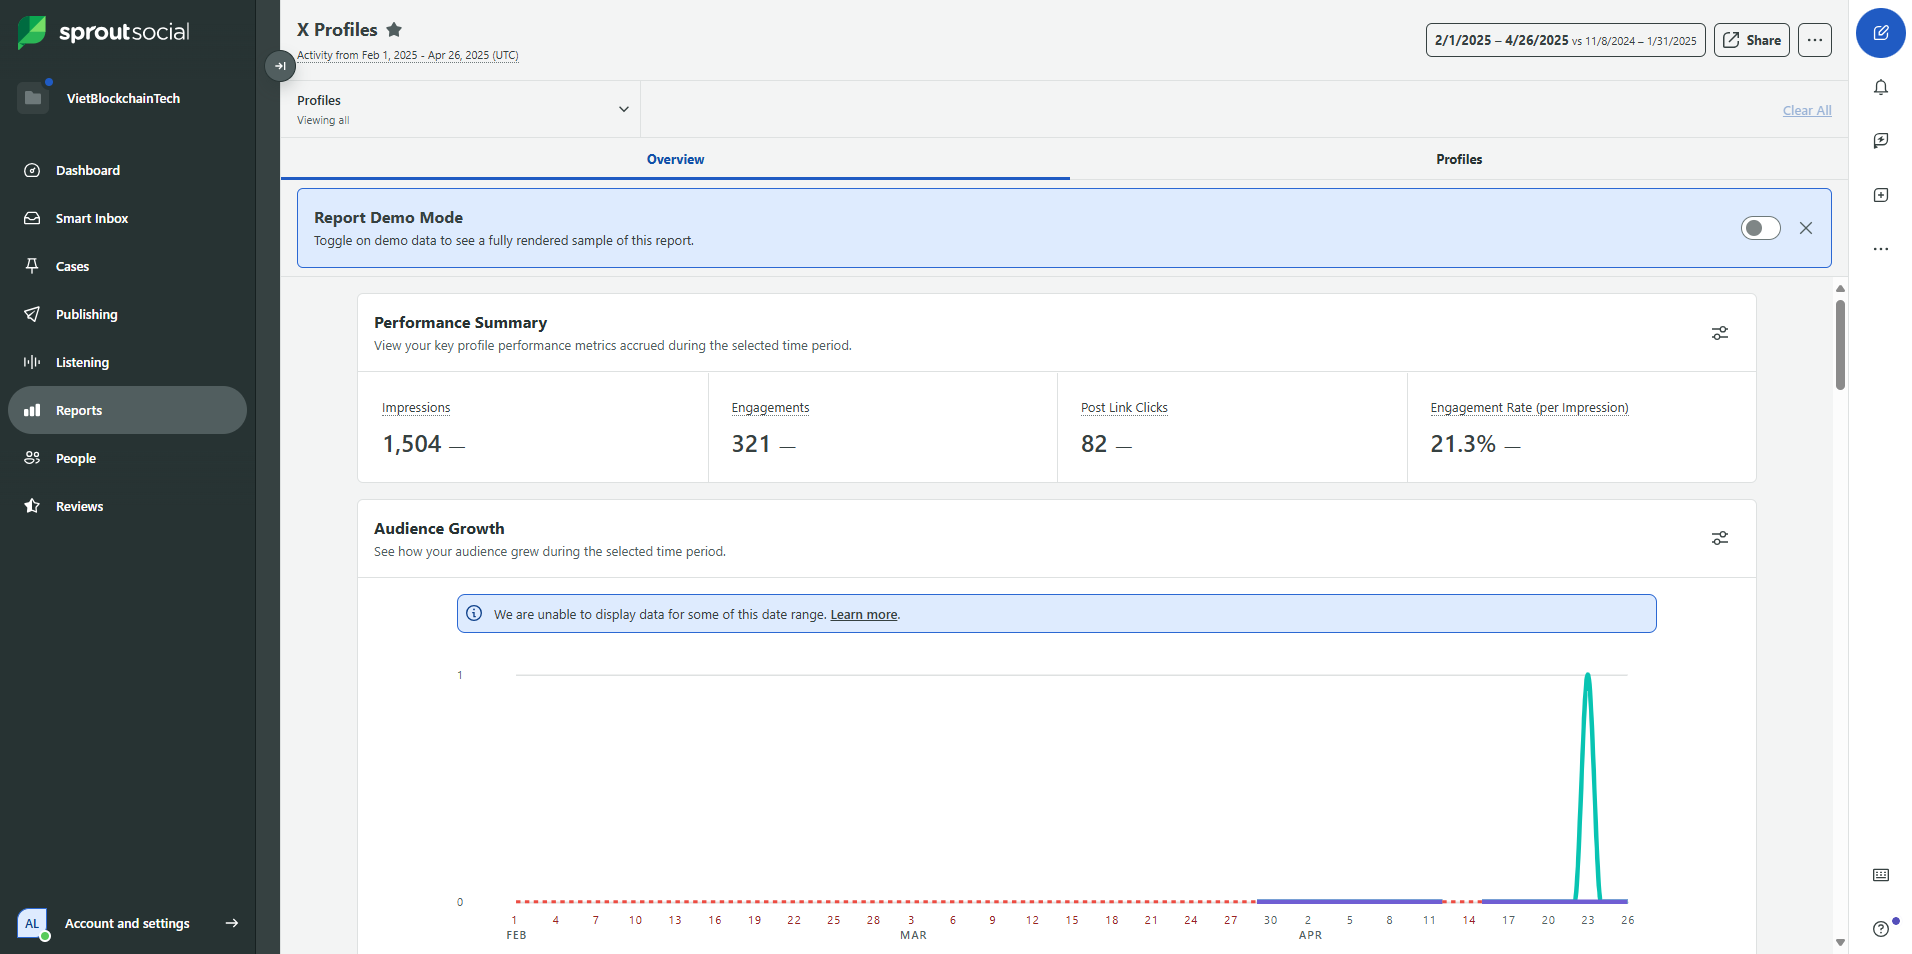 sproutsocial
VietBlockchainTech
Dashboard
Smart Inbox
Cases
Publishing
Listening
Reports
People
Reviews
AL
Account and settings
X Profiles
Activity from Feb 1, 2025 - Apr 26, 2025 (UTC)
2/1/2025 – 4/26/2025 vs 11/8/2024 – 1/31/2025
Share
Profiles
Viewing all
Clear All
Overview
Profiles
Report Demo Mode
Toggle on demo data to see a fully rendered sample of this report.
Performance Summary
View your key profile performance metrics accrued during the selected time period.
Impressions
1,504 —
Engagements
321 —
Post Link Clicks
82 —
Engagement Rate (per Impression)
21.3% —
Audience Growth
See how your audience grew during the selected time period.
We are unable to display data for some of this date range. Learn more.
1
0
1 4 7 10 13 16 19 22 25 28 3 6 9 12 15 18 21 24 27 30 2 5 8 11 14 17 20 23 26
FEB MAR APR